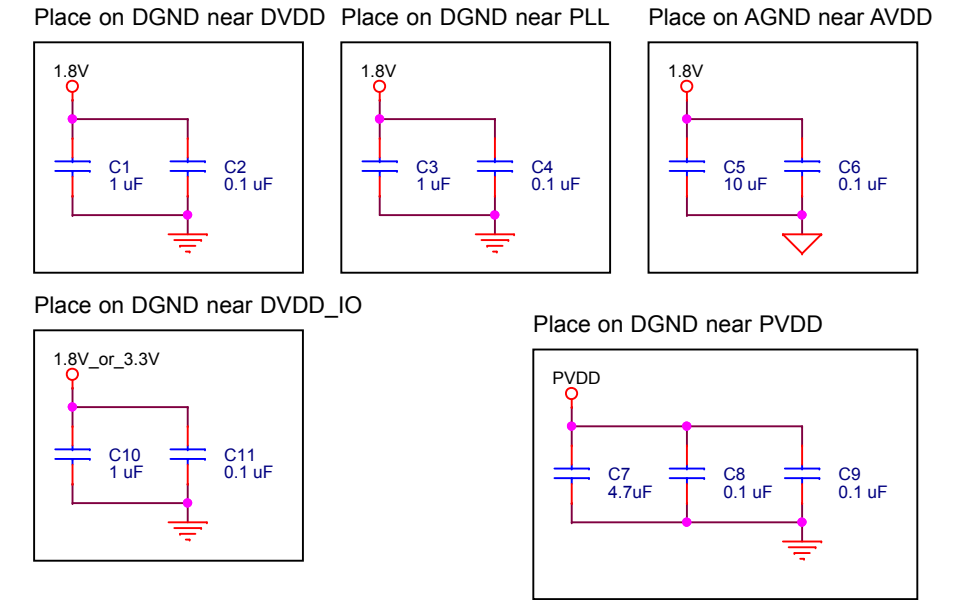 Place on DGND near DVDD
Place on DGND near PLL
Place on AGND near AVDD
1.8V
C1
1 uF
C2
0.1 uF
1.8V
C3
1 uF
C4
0.1 uF
1.8V
C5
10 uF
C6
0.1 uF
Place on DGND near DVDD_IO
1.8V_or_3.3V
C10
1 uF
C11
0.1 uF
Place on DGND near PVDD
PVDD
C7
4.7uF
C8
0.1 uF
C9
0.1 uF